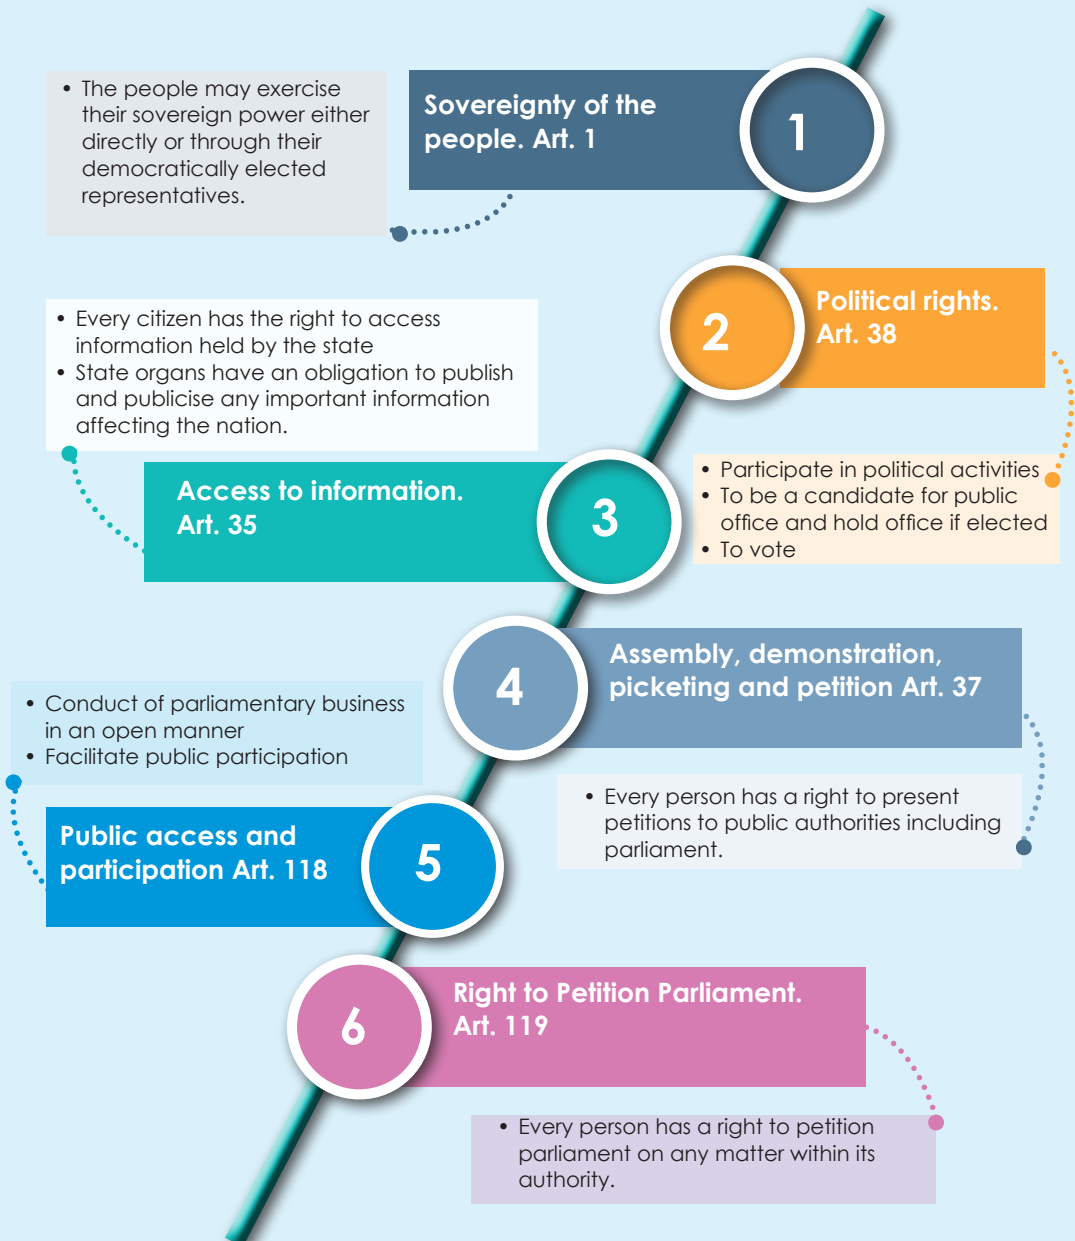 • The people may exercise
their sovereign power either
directly or through their
democratically elected
representatives.
Sovereignty of the
people. Art. 1
1
2
Political rights.
Art. 38
• Participate in political activities
• To be a candidate for public
office and hold office if elected
• To vote
• Every citizen has the right to access
information held by the state
• State organs have an obligation to publish
and publicise any important information
affecting the nation.
Access to information.
Art. 35
3
4
Assembly, demonstration,
picketing and petition Art. 37
• Every person has a right to present
petitions to public authorities including
parliament.
• Conduct of parliamentary business
in an open manner
• Facilitate public participation
Public access and
participation Art. 118
5
6
Right to Petition Parliament.
Art. 119
• Every person has a right to petition
parliament on any matter within its
authority.